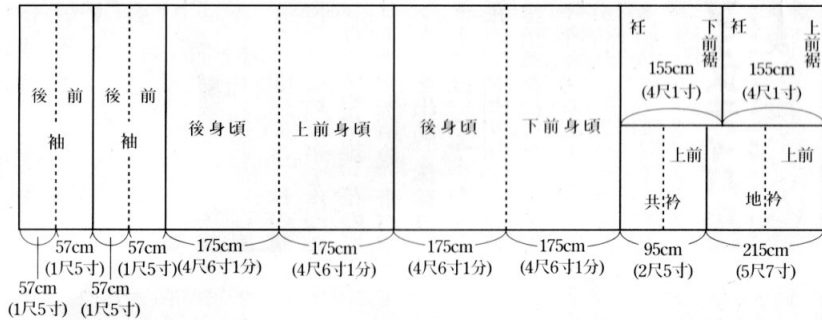 後 前
袖
後 前
袖
後身頃
上前身頃
後身頃
下前身頃
衽
下前裾
155cm
(4尺1寸)
衽
上前裾
155cm
(4尺1寸)
上前
共衿
上前
地衿
57cm
(1尺5寸)
57cm
(1尺5寸)
57cm
(1尺5寸)
57cm
(1尺5寸)
175cm
(4尺6寸1分)
175cm
(4尺6寸1分)
175cm
(4尺6寸1分)
175cm
(4尺6寸1分)
95cm
(2尺5寸)
215cm
(5尺7寸)